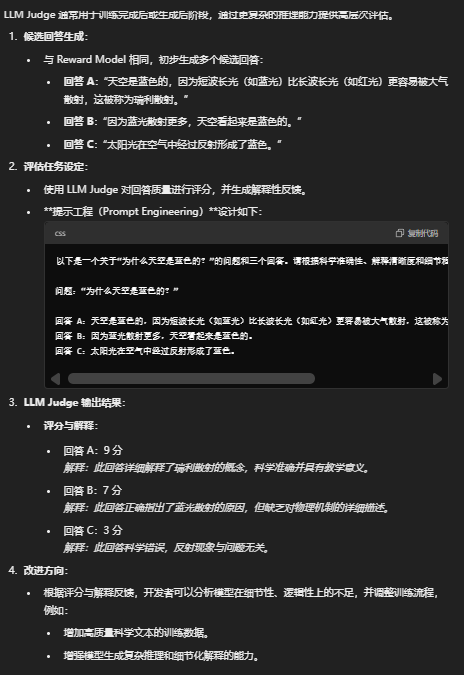 LLM Judge 通常用于训练完成后或生成后阶段，通过更复杂的推理能力提供高层次评估。
1. 候选回答生成：
• 与 Reward Model 相同，初步生成多个候选回答：
• 回答 A：“天空是蓝色的，因为短波长光（如蓝光）比长波长光（如红光）更容易被大气
散射，这被称为瑞利散射。”
• 回答 B：“因为蓝光散射更多，天空看起来是蓝色的。”
• 回答 C：“太阳光在空气中经过反射形成了蓝色。”
2. 评估任务设定：
• 使用 LLM Judge 对回答质量进行评分，并生成解释性反馈。
• **提示工程（Prompt Engineering）**设计如下：
css 复制代码
以下是一个关于“为什么天空是蓝色的？”的问题和三个回答。请根据科学准确性、解释清晰度和细节程
问题：“为什么天空是蓝色的？”
回答 A：天空是蓝色的，因为短波长光（如蓝光）比长波长光（如红光）更容易被大气散射，这被称为
回答 B：因为蓝光散射更多，天空看起来是蓝色的。
回答 C：太阳光在空气中经过反射形成了蓝色。
3. LLM Judge 输出结果：
• 评分与解释：
• 回答 A：9 分
解释：此回答详细解释了瑞利散射的概念，科学准确并具有教学意义。
• 回答 B：7 分
解释：此回答正确指出了蓝光散射的原因，但缺乏对物理机制的详细描述。
• 回答 C：3 分
解释：此回答科学错误，反射现象与问题无关。
4. 改进方向：
• 根据评分与解释反馈，开发者可以分析模型在细节性、逻辑性上的不足，并调整训练流程，
例如：
• 增加高质量科学文本的训练数据。
• 增强模型生成复杂推理和细节化解释的能力。